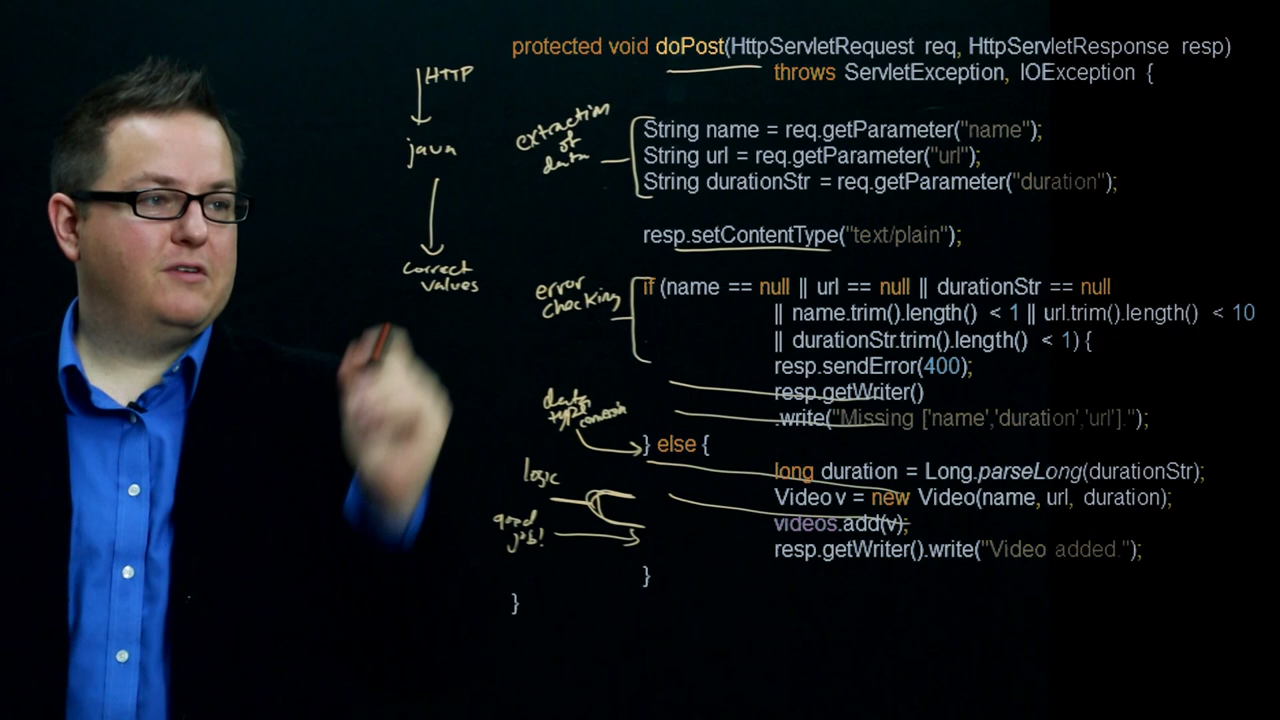 HTTP
java
correct
values
extraction
of
data
error
checking
data
type
logic
good
job!
protected void doPost(HttpServletRequest req, HttpServletResponse resp)
throws ServletException, IOException {
String name = req.getParameter("name");
String url = req.getParameter("url");
String durationStr = req.getParameter("duration");
resp.setContentType("text/plain");
if (name == null || url == null || durationStr == null
|| name.trim().length() < 1 || url.trim().length() < 10
|| durationStr.trim().length() < 1) {
resp.sendError(400);
resp.getWriter()
.write("Missing ['name','duration','url'].");
} else {
long duration = Long.parseLong(durationStr);
Video v = new Video(name, url, duration);
videos.add(v);
resp.getWriter().write("Video added.");
}
}